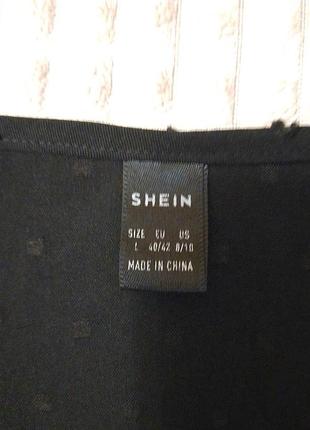 SHEIN
SIZE EU US
L 40/42 8/10
MADE IN CHINA